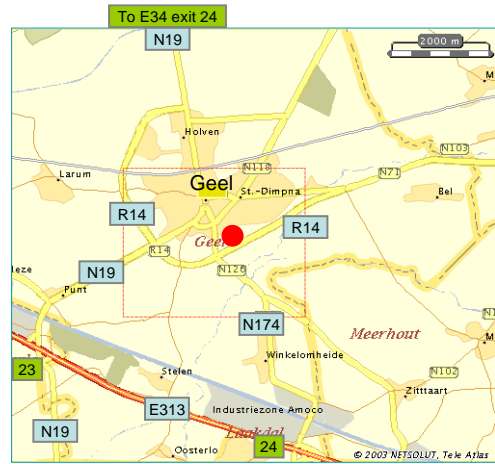 To E34 exit 24
N19
2000 m
Holven
N103
N118
Larum
N71
Geel
St.-Dimpna
Bel
R14
Geel
R14
R14
N19
N126
Punt
N174
Meerhout
Winkelomheide
23
Stelen
N102
Zittaart
E313
Industriezone Amoco
N19
Laakdal
24
Oosterlo
© 2003 NETSOLUT, Tele Atlas